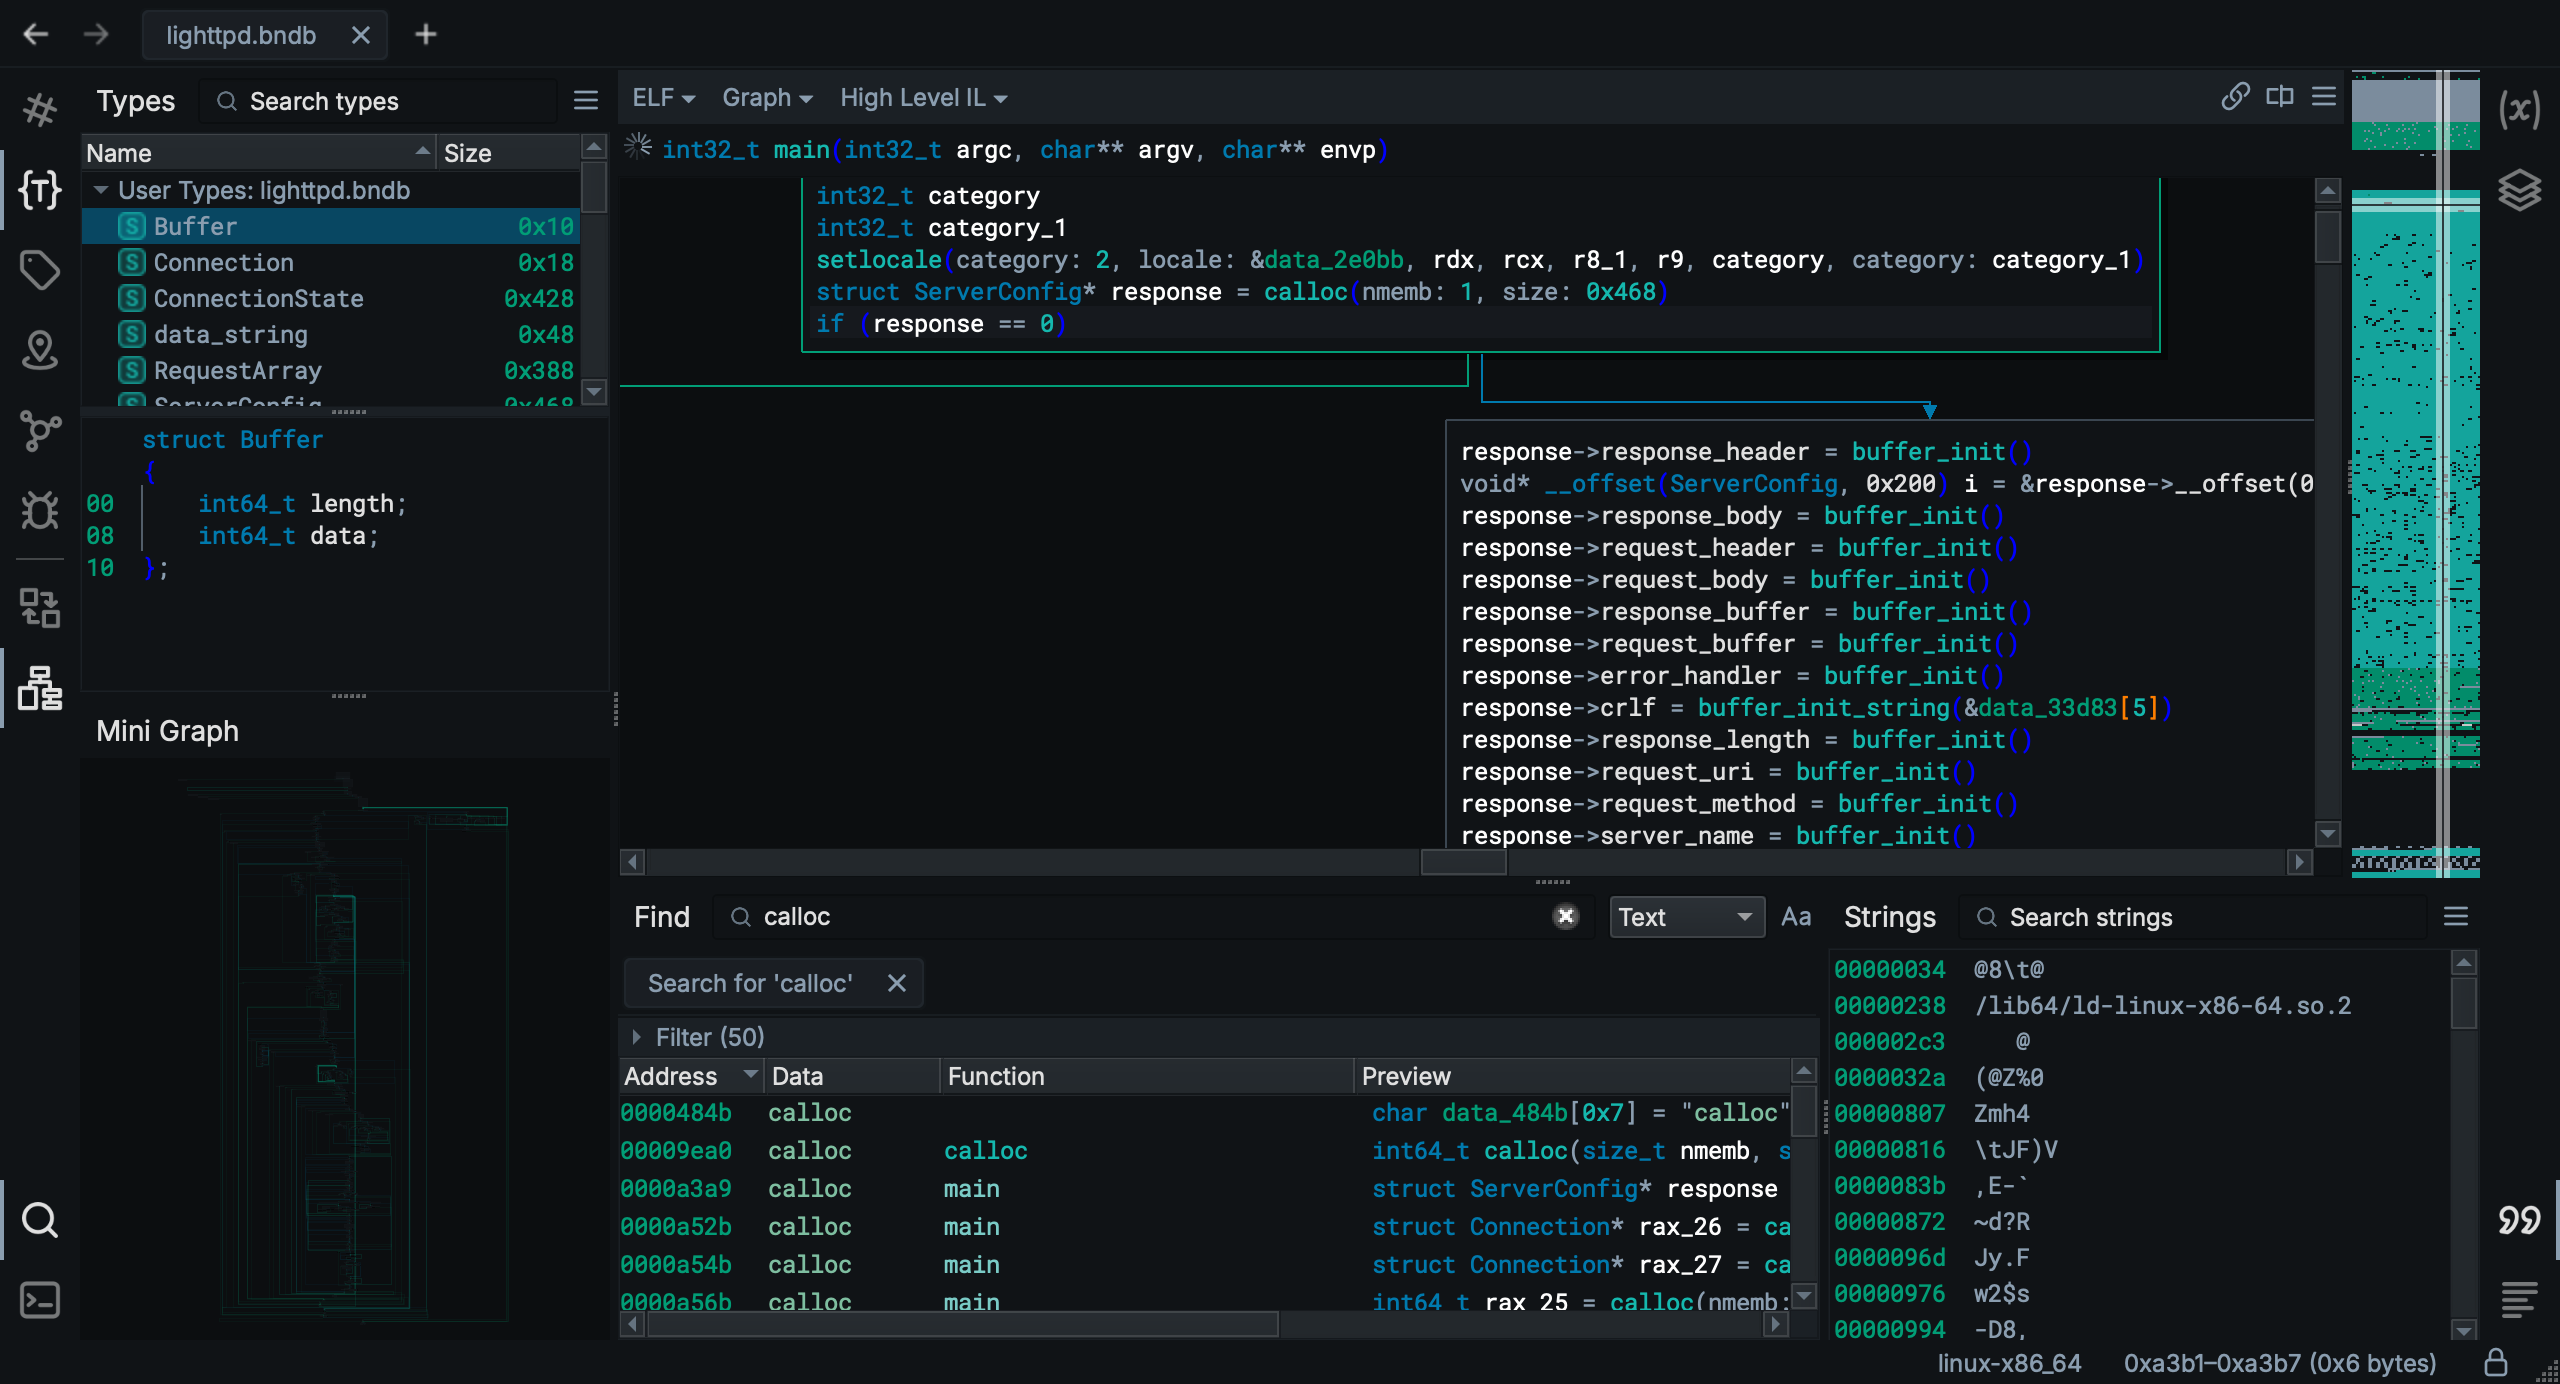 lighttpd.bndb
Types
Search types
Name
Size
User Types: lighttpd.bndb
S Buffer 0x10
S Connection 0x18
S ConnectionState 0x428
S data_string 0x48
S RequestArray 0x388
S ServerConfig 0x468
struct Buffer
{
00 int64_t length;
08 int64_t data;
10 };
Mini Graph
ELF
Graph
High Level IL
int32_t main(int32_t argc, char** argv, char** envp)
int32_t category
int32_t category_1
setlocale(category: 2, locale: &data_2e0bb, rdx, rcx, r8_1, r9, category, category: category_1)
struct ServerConfig* response = calloc(nmemb: 1, size: 0x468)
if (response == 0)
response->response_header = buffer_init()
void* __offset(ServerConfig, 0x200) i = &response->__offset(0
response->response_body = buffer_init()
response->request_header = buffer_init()
response->request_body = buffer_init()
response->response_buffer = buffer_init()
response->request_buffer = buffer_init()
response->error_handler = buffer_init()
response->crlf = buffer_init_string(&data_33d83[5])
response->response_length = buffer_init()
response->request_uri = buffer_init()
response->request_method = buffer_init()
response->server_name = buffer_init()
(x)
Find
calloc
Text
Aa
Search for 'calloc'
Filter (50)
Address Data Function Preview
0000484b calloc char data_484b[0x7] = "calloc"
00009ea0 calloc calloc int64_t calloc(size_t nmemb, s
0000a3a9 calloc main struct ServerConfig* response
0000a52b calloc main struct Connection* rax_26 = ca
0000a54b calloc main struct Connection* rax_27 = ca
0000a56b calloc main int64_t rax_25 = calloc(nmemb:
Strings
Search strings
00000034 @8\t@
00000238 /lib64/ld-linux-x86-64.so.2
000002c3 @
0000032a (@Z%0
00000807 Zmh4
00000816 \tJF)V
0000083b ,E-`
00000872 ~d?R
0000096d Jy.F
00000976 w2$s
00000994 -D8,
linux-x86_64
0xa3b1–0xa3b7 (0x6 bytes)